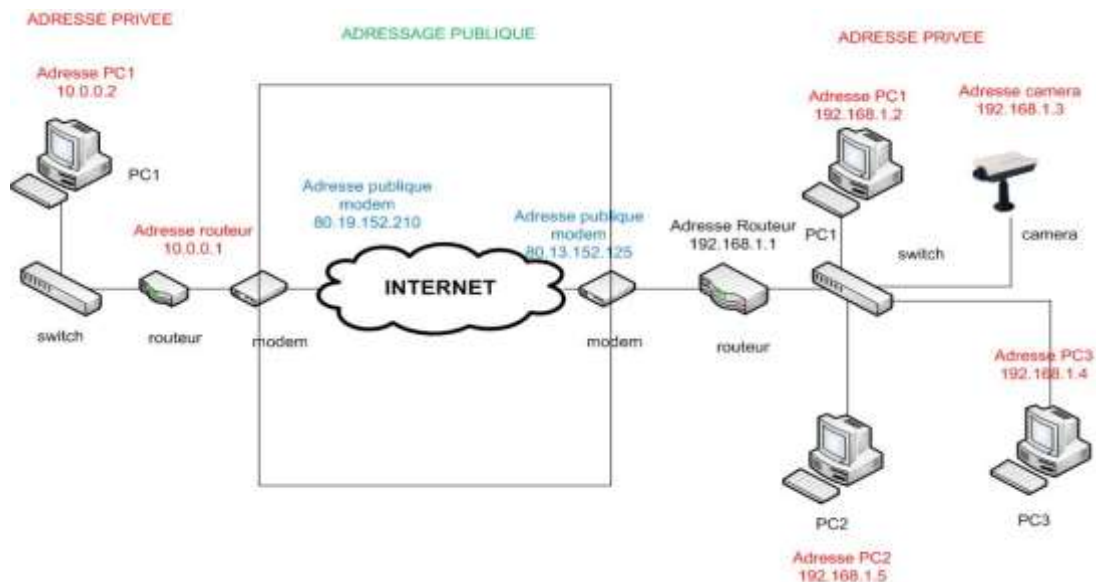 ADRESSE PRIVEE
ADRESSAGE PUBLIQUE
ADRESSE PRIVEE
Adresse PC1
10.0.0.2
PC1
Adresse routeur
10.0.0.1
switch
routeur
modem
Adresse publique
modem
80.19.152.210
INTERNET
Adresse publique
modem
80.13.152.125
modem
Adresse Routeur
192.168.1.1
routeur
Adresse PC1
192.168.1.2
PC1
switch
Adresse camera
192.168.1.3
camera
Adresse PC3
192.168.1.4
PC3
PC2
Adresse PC2
192.168.1.5